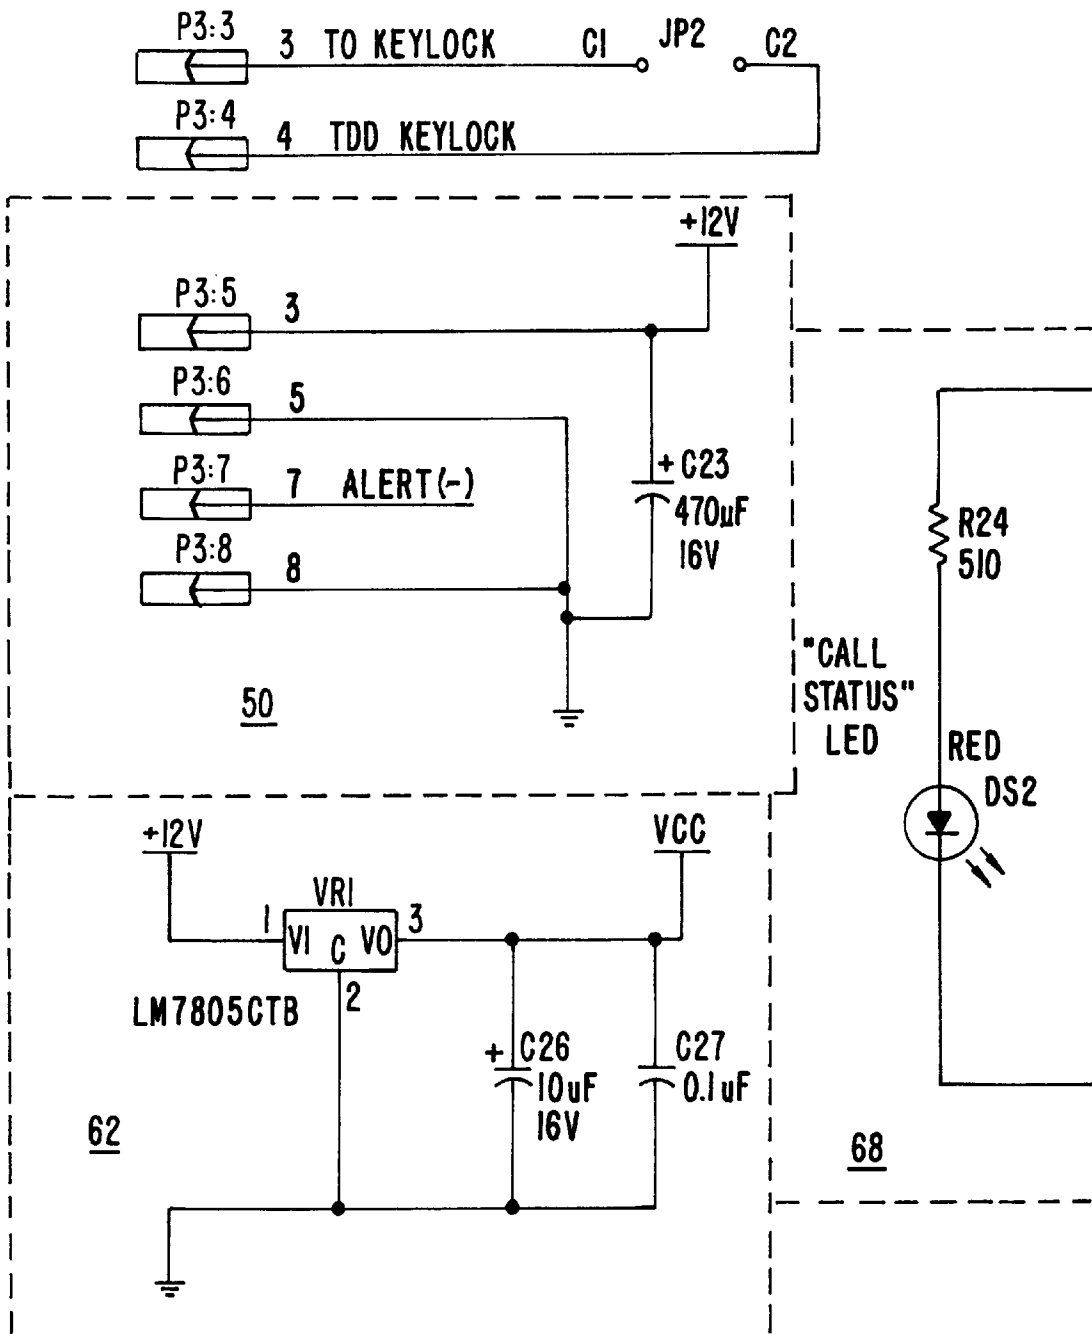 P3:3
3 TO KEYLOCK
C1
JP2
C2
P3:4
4 TDD KEYLOCK
+12V
P3:5
3
P3:6
5
P3:7
7 ALERT(-)
P3:8
8
+ C23
470µF
16V
50
R24
510
"CALL
STATUS"
LED
RED
DS2
+12V
VCC
VR1
1
VI
C
VO
3
2
LM7805CTB
+ C26
10uF
16V
C27
0.1uF
62
68